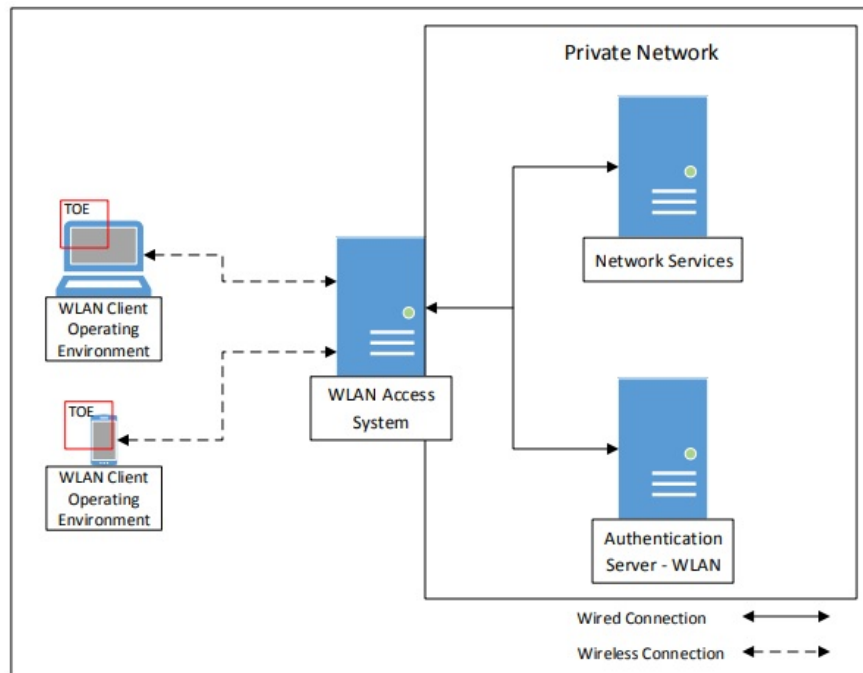 Private Network
TOE
WLAN Client
Operating
Environment
TOE
WLAN Client
Operating
Environment
WLAN Access
System
Network Services
Authentication
Server - WLAN
Wired Connection
Wireless Connection